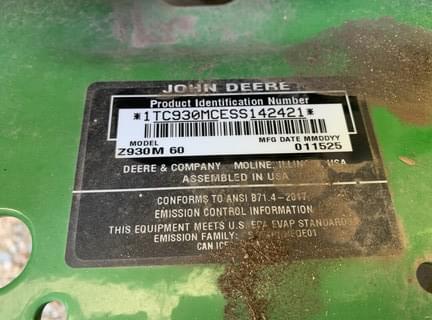 JOHN DEERE
Product Identification Number
*1TC930MCESS142421*
MODEL MFG DATE MMDDYY
Z930M 60 011525
DEERE & COMPANY MOLINE, ILLINOIS, USA
ASSEMBLED IN USA
CONFORMS TO ANSI B71.4-2017
EMISSION CONTROL INFORMATION
THIS EQUIPMENT MEETS U.S. EPA EVAP STANDARDS
EMISSION FAMILY:
CAN ICE